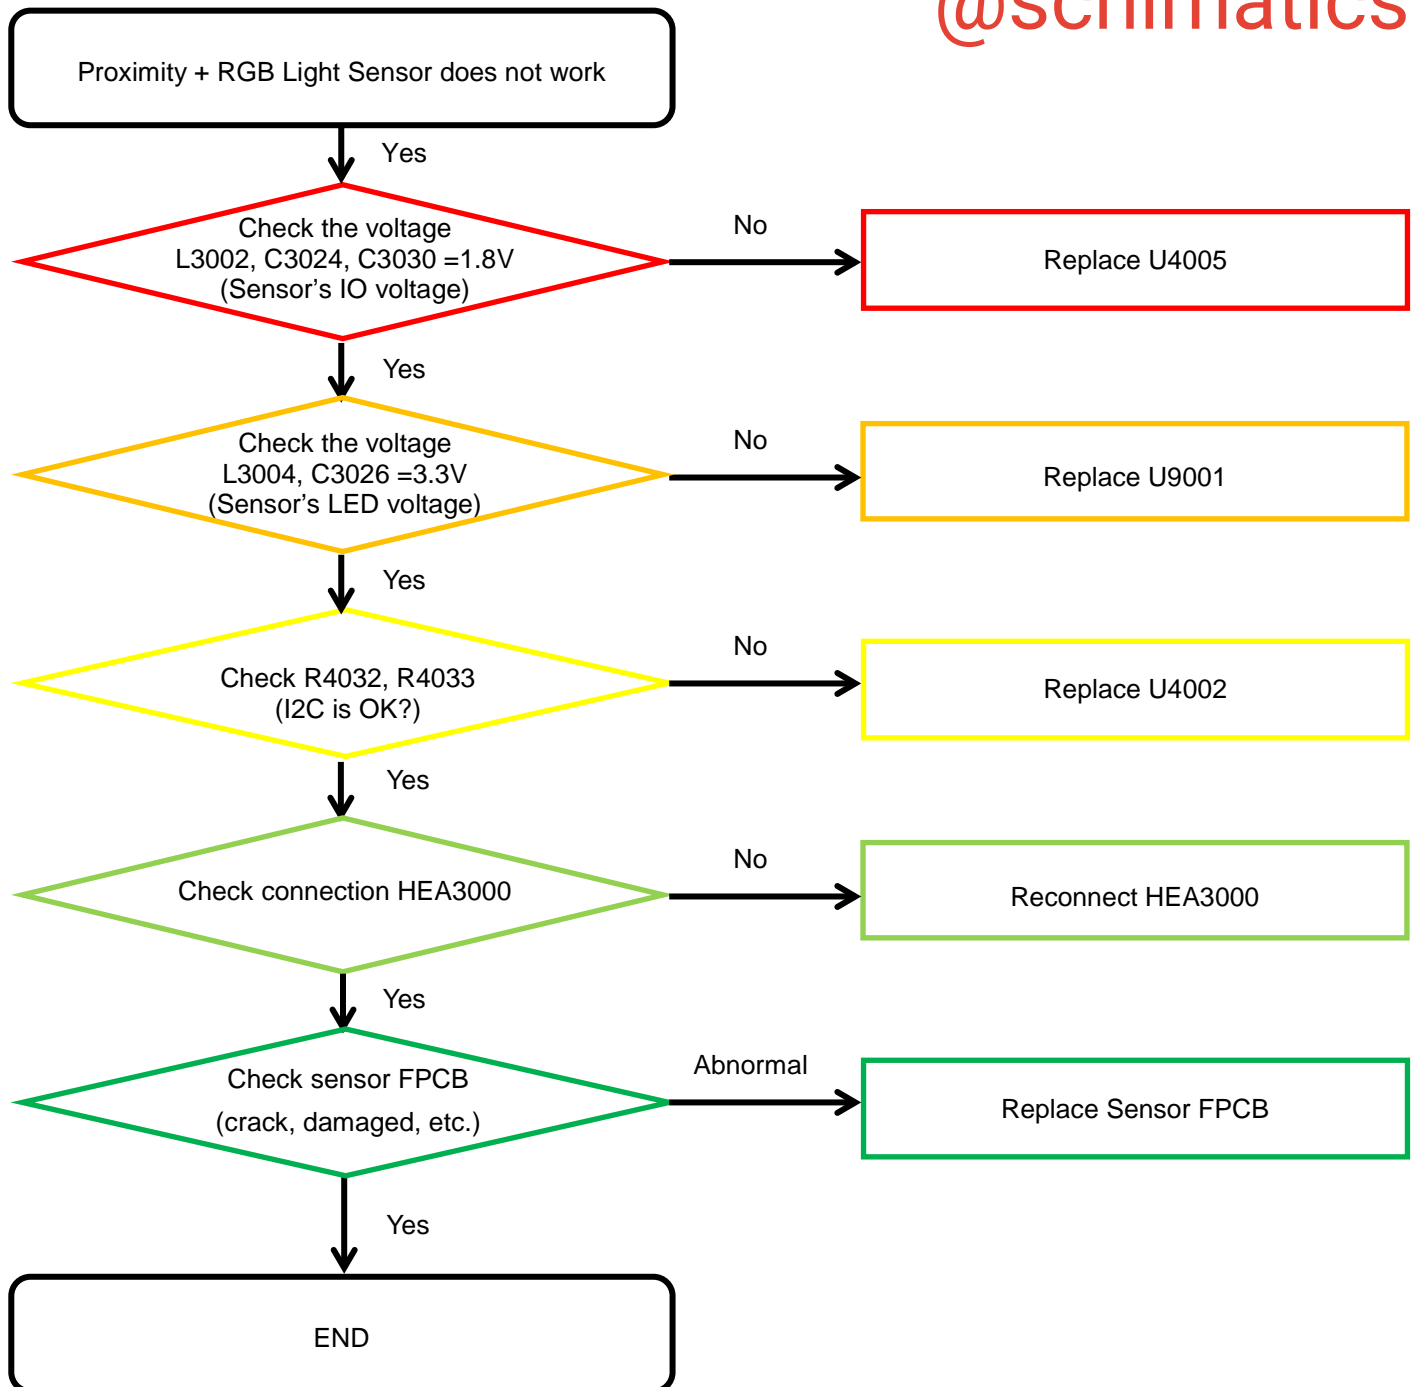 @schimatics
Proximity + RGB Light Sensor does not work
Yes
Check the voltage
L3002, C3024, C3030 =1.8V
(Sensor’s IO voltage)
No
Replace U4005
Yes
Check the voltage
L3004, C3026 =3.3V
(Sensor’s LED voltage)
No
Replace U9001
Yes
Check R4032, R4033
(I2C is OK?)
No
Replace U4002
Yes
Check connection HEA3000
No
Reconnect HEA3000
Yes
Check sensor FPCB
(crack, damaged, etc.)
Abnormal
Replace Sensor FPCB
Yes
END